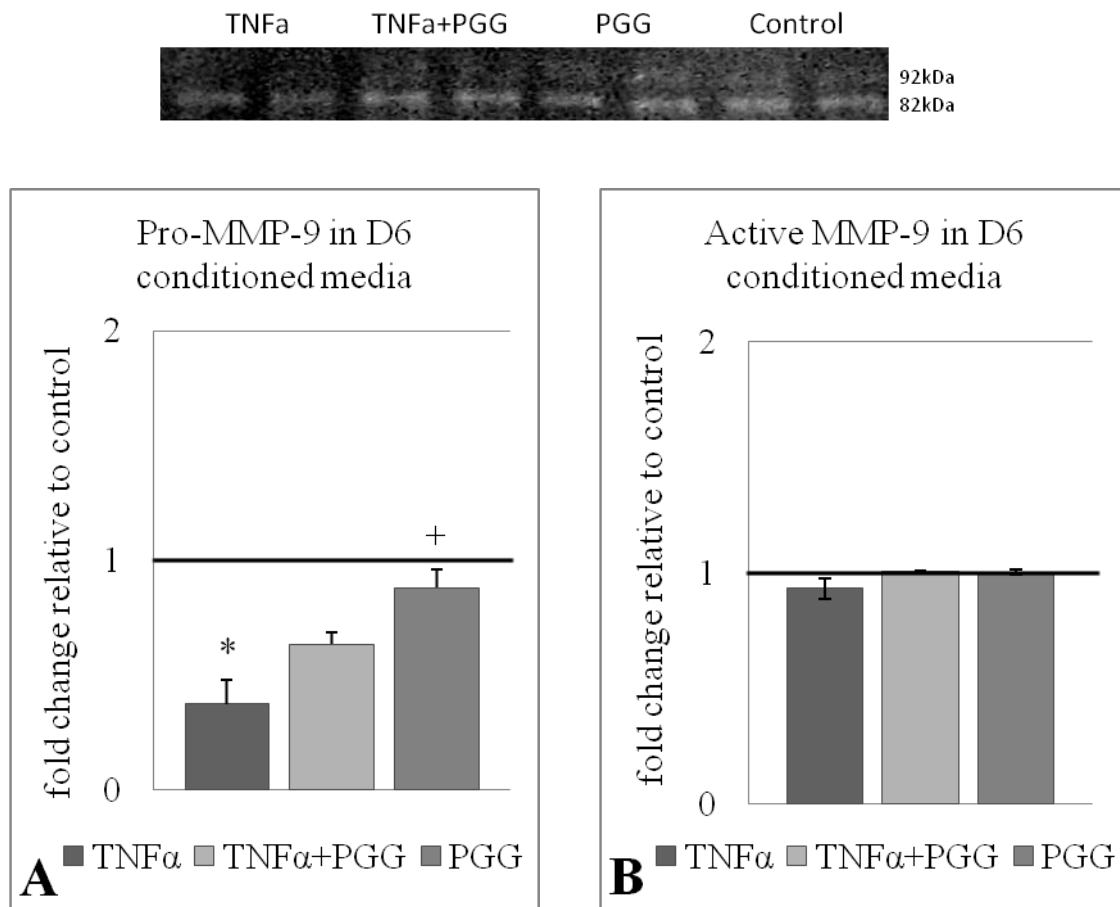 TNFa TNFa+PGG PGG Control
92kDa
82kDa
Pro-MMP-9 in D6
conditioned media
fold change relative to control
2
1
0
*
+
TNFα TNFα+PGG PGG
A
Active MMP-9 in D6
conditioned media
fold change relative to control
2
1
0
TNFα TNFα+PGG PGG
B